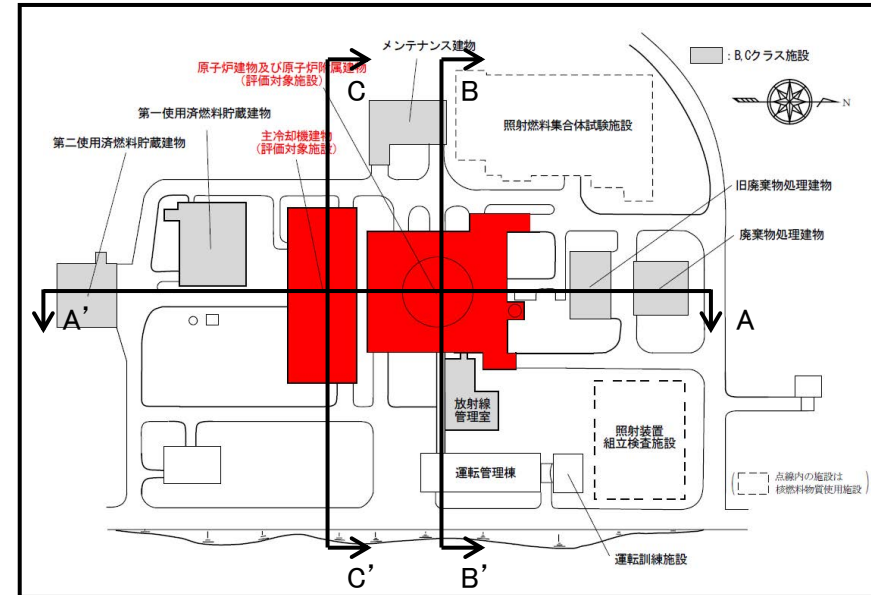 メンテナンス建物
: B,Cクラス施設
原子炉建物及び原子炉附属建物
(評価対象施設)
C
B
N
第一使用済燃料貯蔵建物
照射燃料集合体試験施設
主冷却機建物
(評価対象施設)
第二使用済燃料貯蔵建物
旧廃棄物処理建物
廃棄物処理建物
A'
A
放射線
管理室
照射装置
組立検査施設
運転管理棟
点線内の施設は
核燃料物質使用施設
運転訓練施設
C'
B'